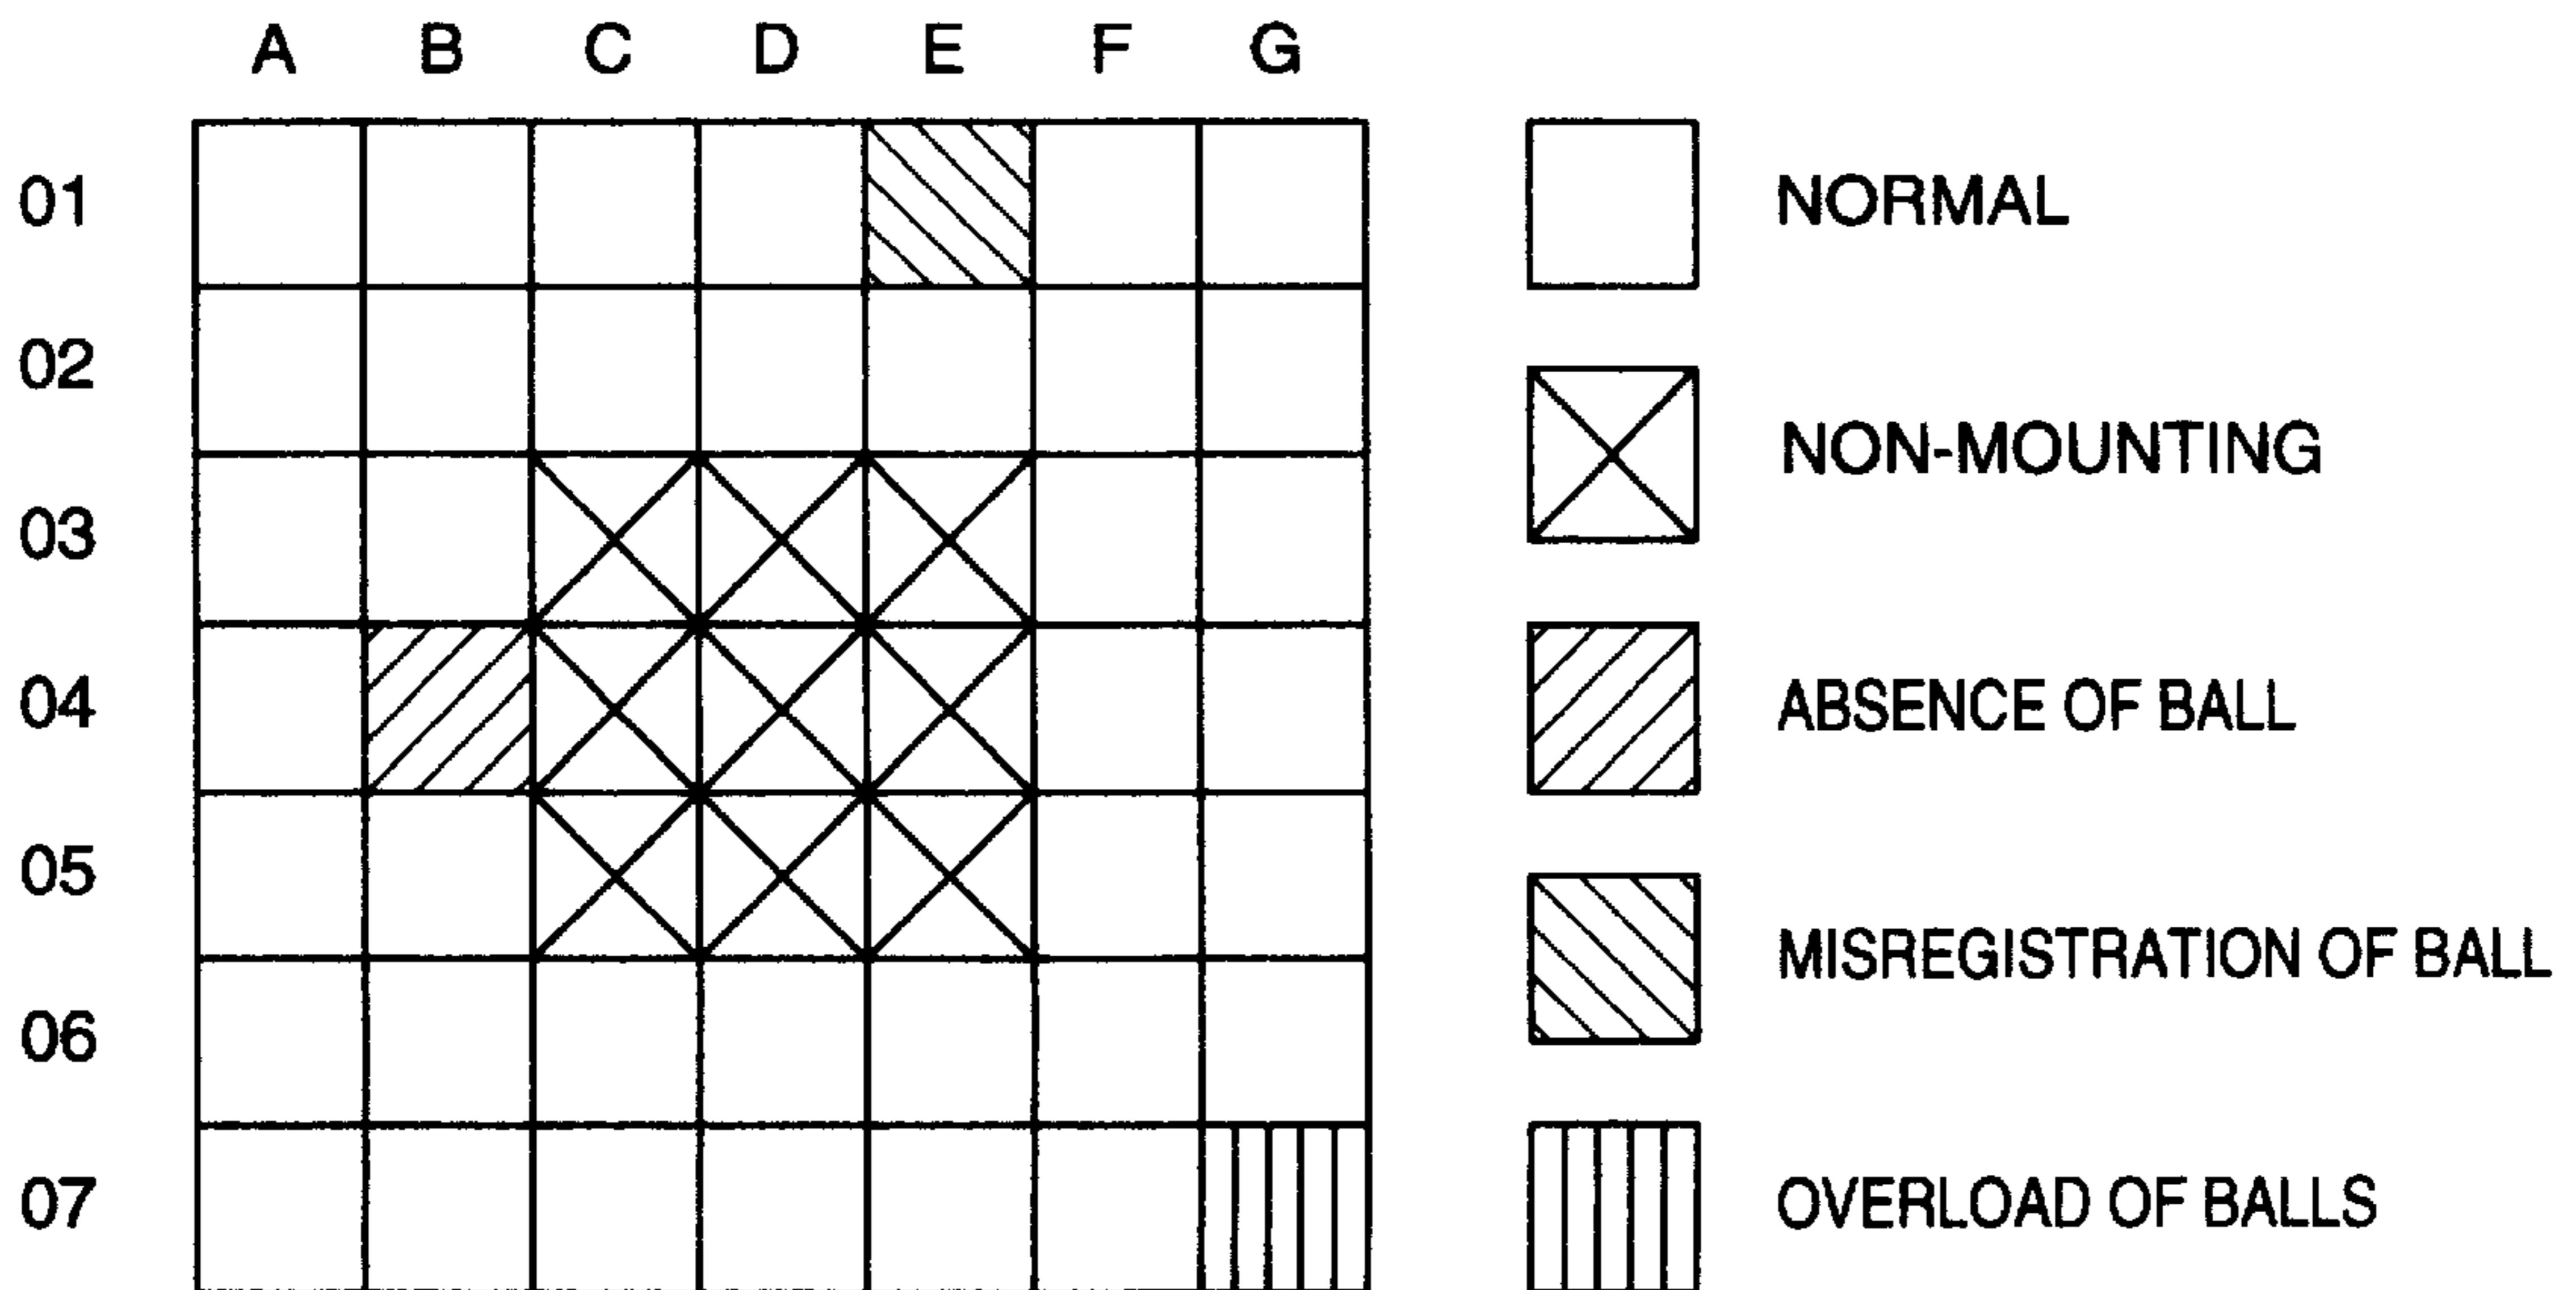 A B C D E F G
01 NORMAL
02
NON-MOUNTING
03
04 ABSENCE OF BALL
05
MISREGISTRATION OF BALL
06
07 OVERLOAD OF BALLS